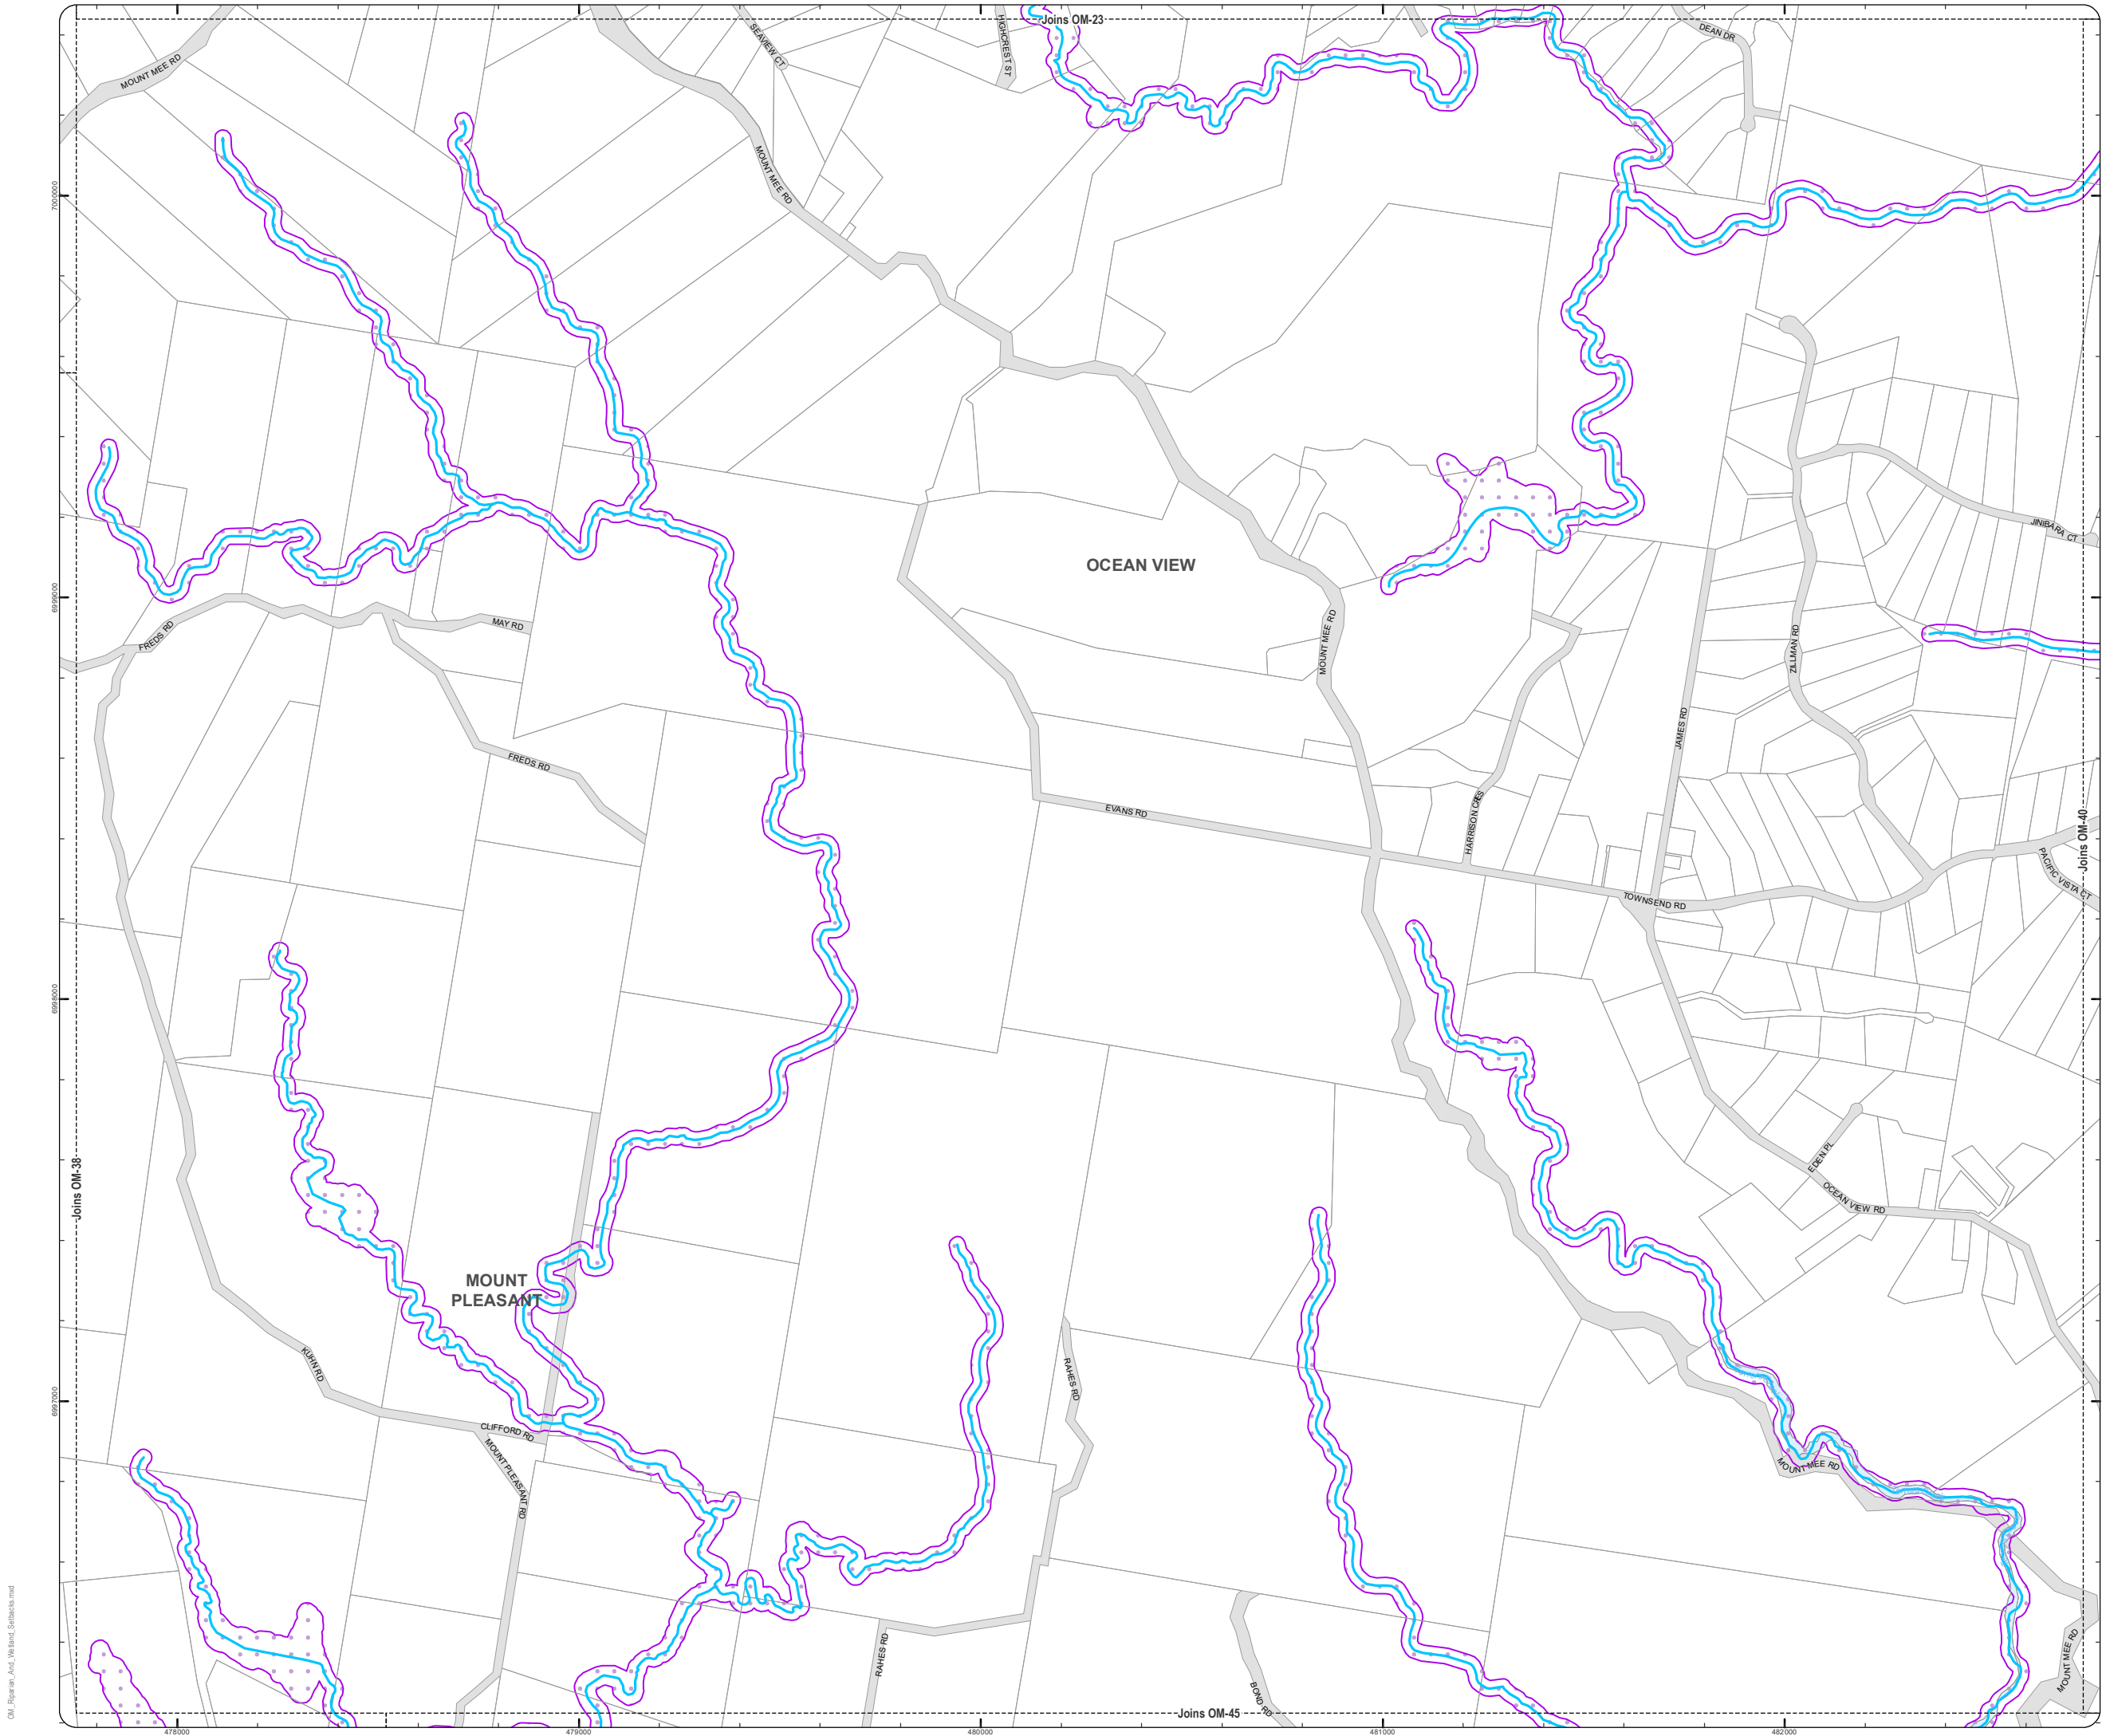 Joins OM-23
DEAN DR
SEAVIEW CT
HIGHCREST ST
MOUNT MEE RD
MOUNT MEE RD
7000000
JINIBARA CT
OCEAN VIEW
6999000
MAY RD
FREDS RD
MOUNT MEE RD
ZILLMAN RD
JAMES RD
FREDS RD
EVANS RD
HARRISON CRES
Joins OM-40
PACIFIC VISTA CT
TOWNSEND RD
6998000
Joins OM-38
EDEN PL
OCEAN VIEW RD
MOUNT
PLEASANT
KUHN RD
RAHES RD
6997000
CLIFFORD RD
MOUNT PLEASANT RD
MOUNT MEE RD
RAHES RD
BOND RD
MOUNT MEE RD
Joins OM-45
OM_Riparian_And_Wetland_Setbacks.mxd
478000
479000
480000
481000
482000